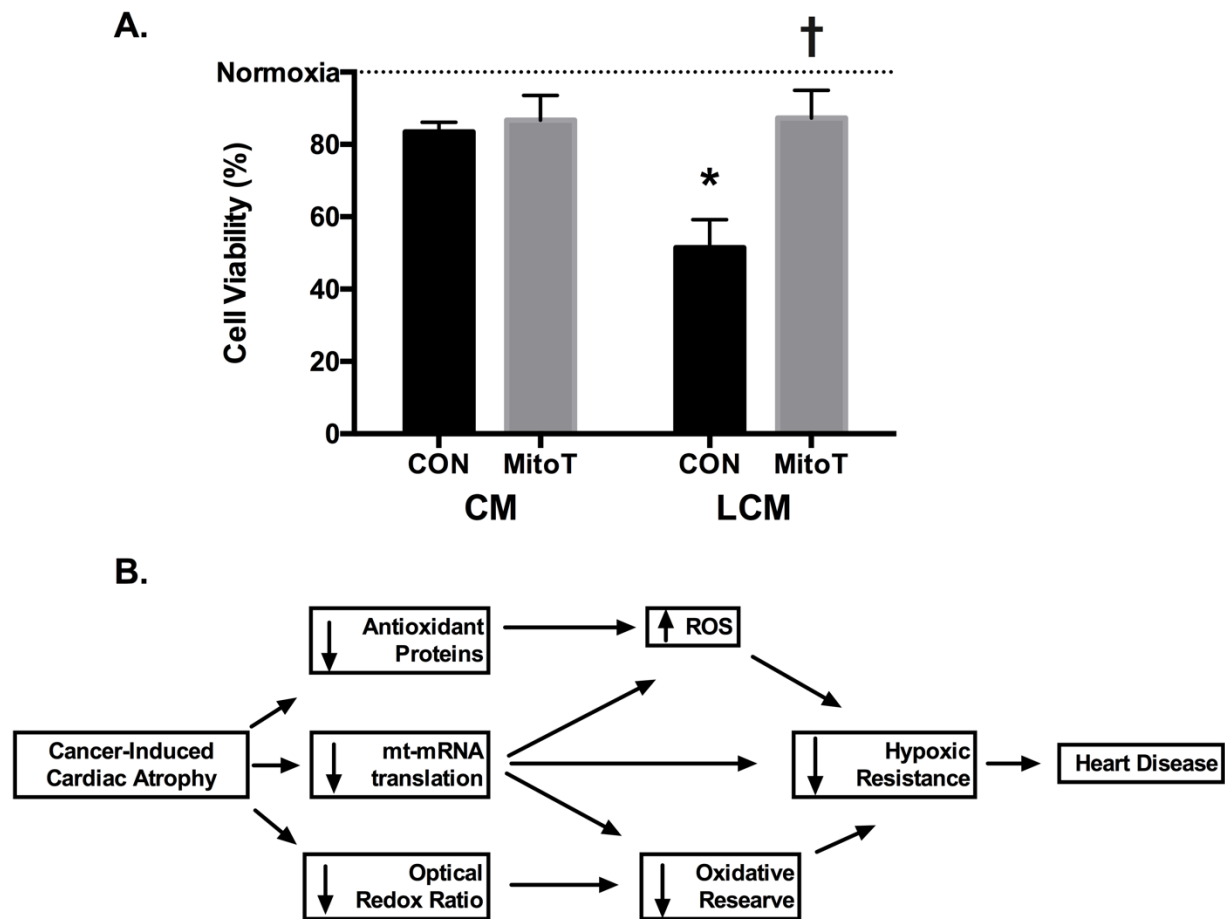 A.
†
Normoxia
80
*
60
40
20
0
Cell Viability (%)
CON MitoT CON MitoT
CM LCM
B.
Antioxidant
Proteins
ROS
Cancer-Induced
Cardiac Atrophy
mt-mRNA
translation
Hypoxic
Resistance
Heart Disease
Optical
Redox Ratio
Oxidative
Researve